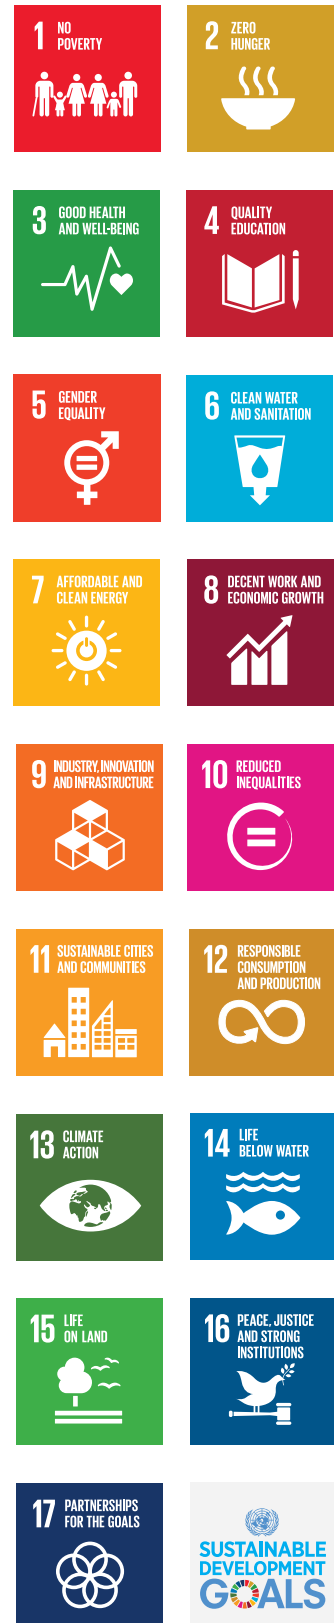 1 NO
POVERTY
2 ZERO
HUNGER
3 GOOD HEALTH
AND WELL-BEING
4 QUALITY
EDUCATION
5 GENDER
EQUALITY
6 CLEAN WATER
AND SANITATION
7 AFFORDABLE AND
CLEAN ENERGY
8 DECENT WORK AND
ECONOMIC GROWTH
9 INDUSTRY, INNOVATION
AND INFRASTRUCTURE
10 REDUCED
INEQUALITIES
11 SUSTAINABLE CITIES
AND COMMUNITIES
12 RESPONSIBLE
CONSUMPTION
AND PRODUCTION
13 CLIMATE
ACTION
14 LIFE
BELOW WATER
15 LIFE
ON LAND
16 PEACE, JUSTICE
AND STRONG
INSTITUTIONS
17 PARTNERSHIPS
FOR THE GOALS
SUSTAINABLE
DEVELOPMENT
GOALS